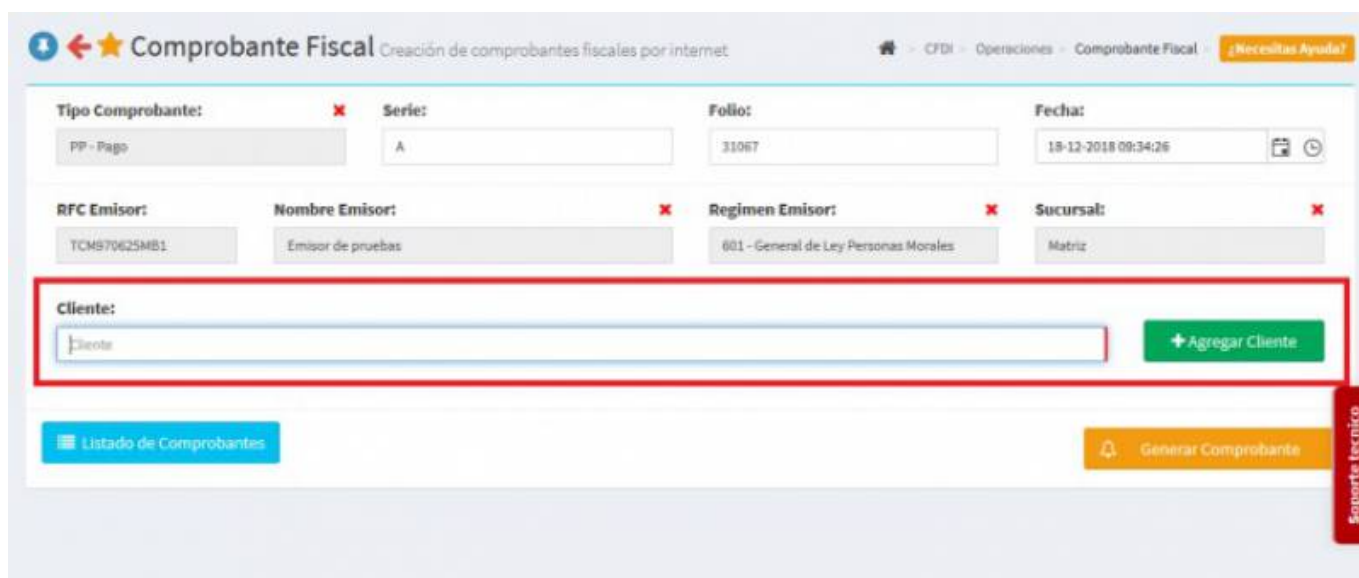 Comprobante Fiscal Creación de comprobantes fiscales por internet
CFDI - Operaciones - Comprobante Fiscal - ¿Necesitas Ayuda?
Tipo Comprobante: Serie: Folio: Fecha:
PP - Pago A 31067 18-12-2018 09:34:26
RFC Emisor: Nombre Emisor: Regimen Emisor: Sucursal:
TCM970625MB1 Emisor de pruebas 601 - General de Ley Personas Morales Matriz
Cliente:
Cliente
Agregar Cliente
Listado de Comprobantes
Generar Comprobante
Soporte tecnico